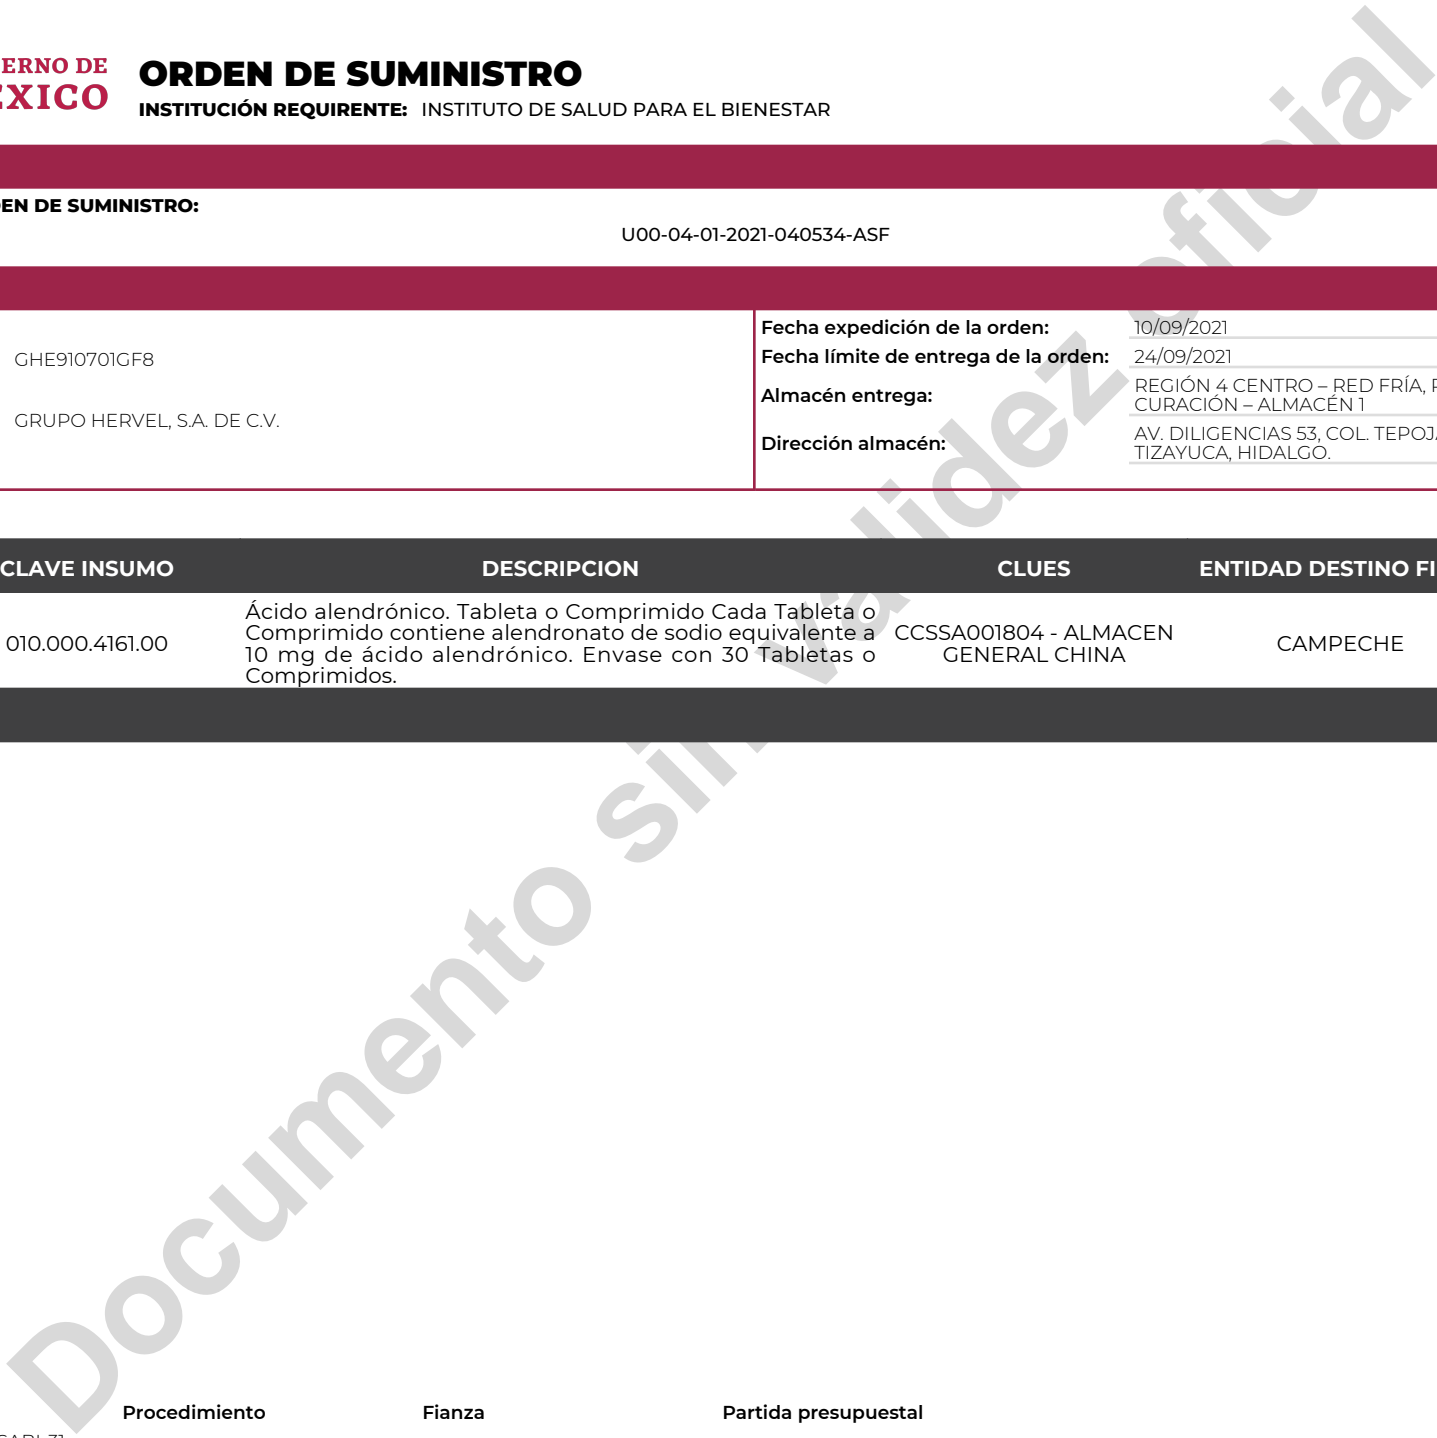 ORDEN DE SUMINISTRO
INSTITUCIÓN REQUIRENTE: INSTITUTO DE SALUD PARA EL BIENESTAR
ERNO DE
XICO
EN DE SUMINISTRO:
U00-04-01-2021-040534-ASF
GHE910701GF8
GRUPO HERVEL, S.A. DE C.V.
Fecha expedición de la orden: 10/09/2021
Fecha límite de entrega de la orden: 24/09/2021
Almacén entrega: REGIÓN 4 CENTRO – RED FRÍA,
CURACIÓN – ALMACÉN 1
Dirección almacén: AV. DILIGENCIAS 53, COL. TEPOJ
TIZAYUCA, HIDALGO.
CLAVE INSUMO DESCRIPCION CLUES ENTIDAD DESTINO FI
010.000.4161.00
Ácido alendrónico. Tableta o Comprimido Cada Tableta o
Comprimido contiene alendronato de sodio equivalente a
10 mg de ácido alendrónico. Envase con 30 Tabletas o
Comprimidos.
CCSSA001804 - ALMACEN
GENERAL CHINA
CAMPECHE
Documento sin validez oficial
Procedimiento Fianza Partida presupuestal